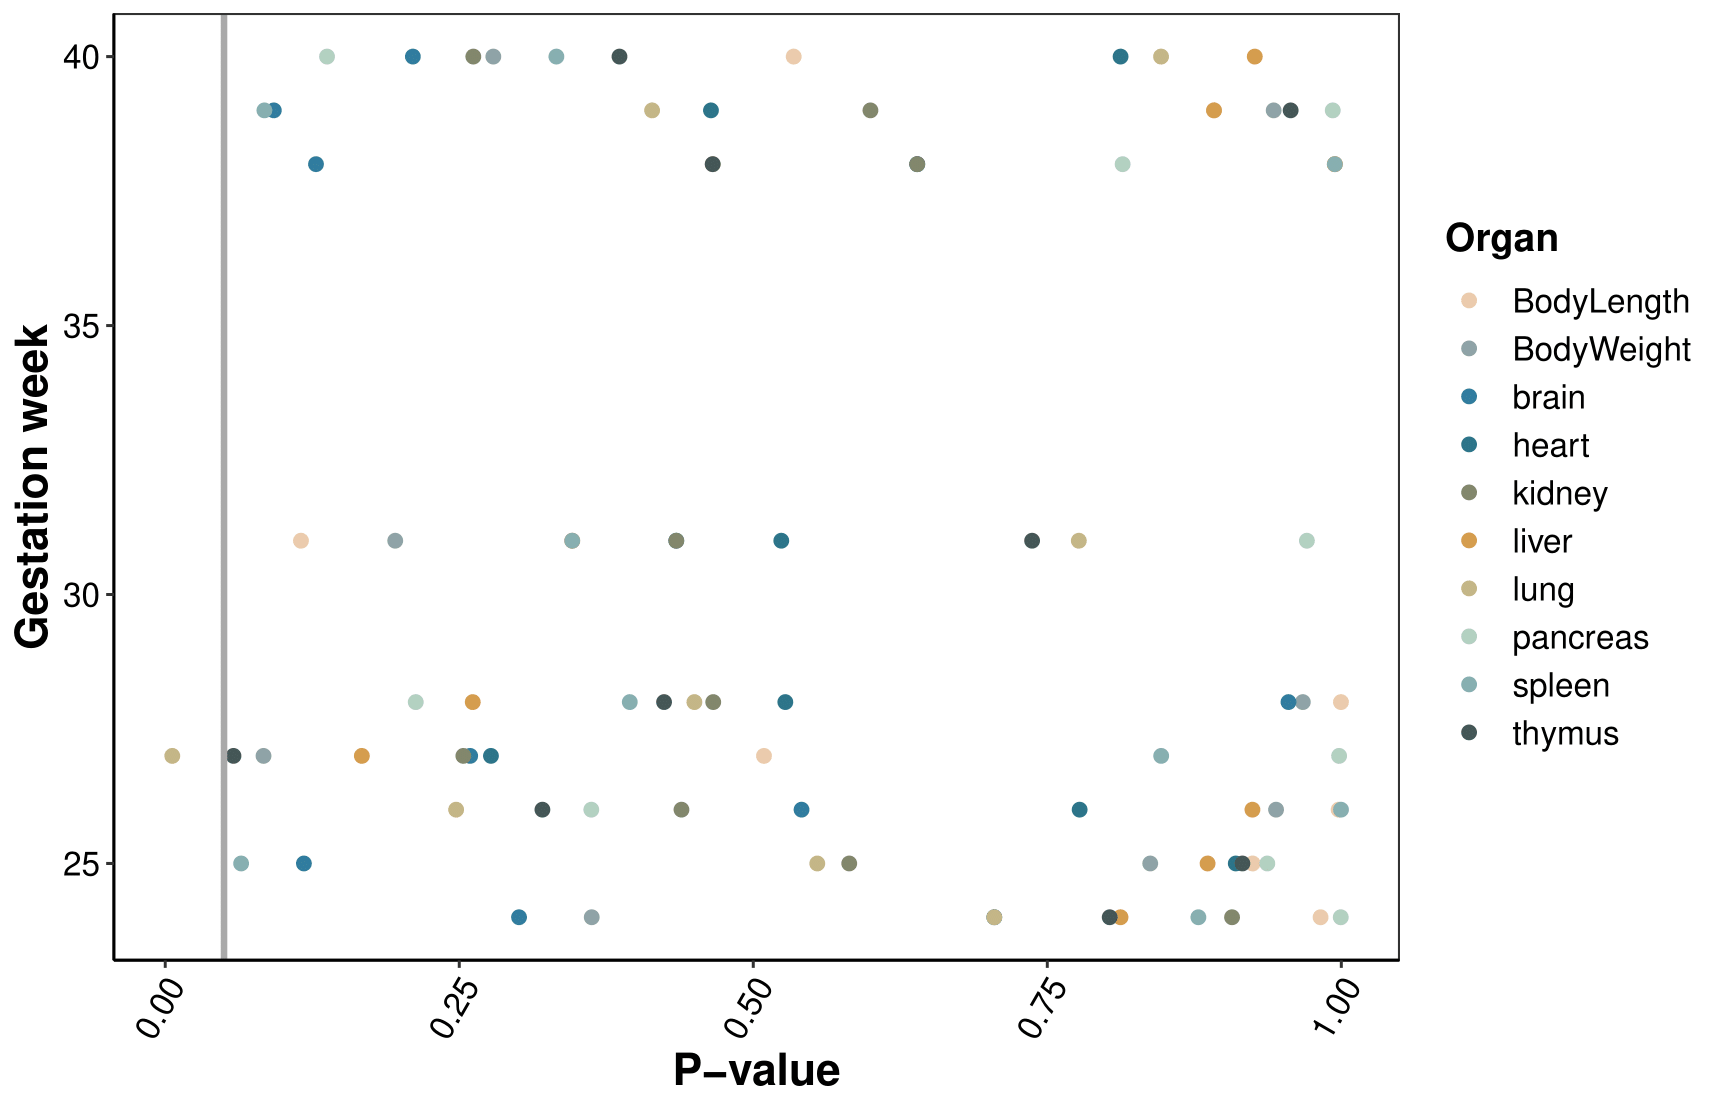 40
35
30
25
Gestation week
0.00
0.25
0.50
0.75
1.00
P−value
Organ
BodyLength
BodyWeight
brain
heart
kidney
liver
lung
pancreas
spleen
thymus